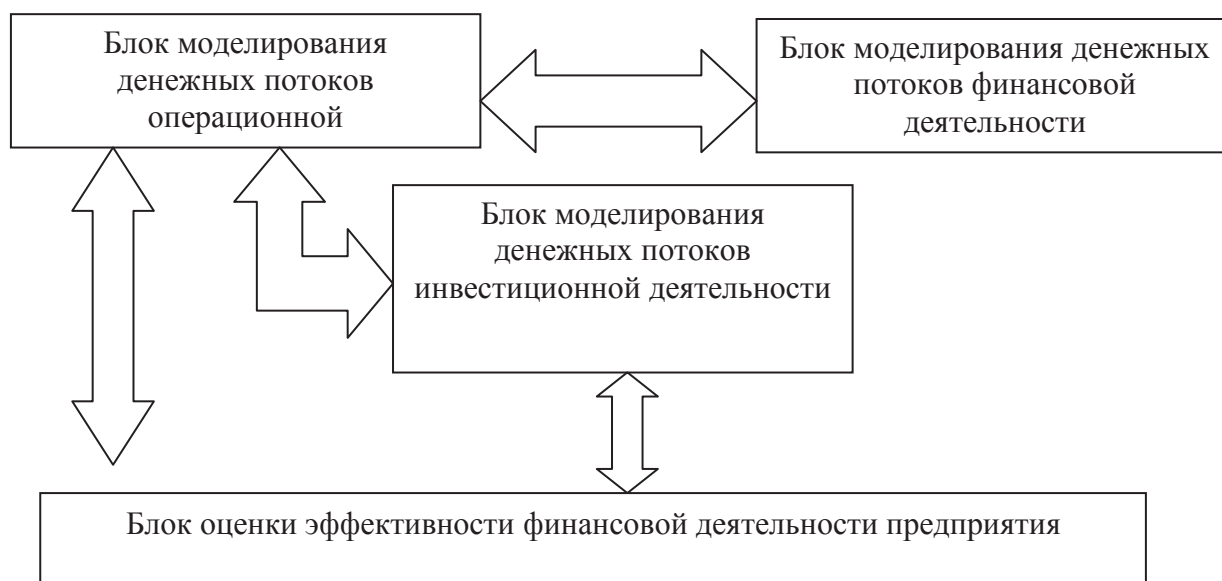 Блок моделирования
денежных потоков
операционной
Блок моделирования денежных
потоков финансовой
деятельности
Блок моделирования
денежных потоков
инвестиционной деятельности
Блок оценки эффективности финансовой деятельности предприятия